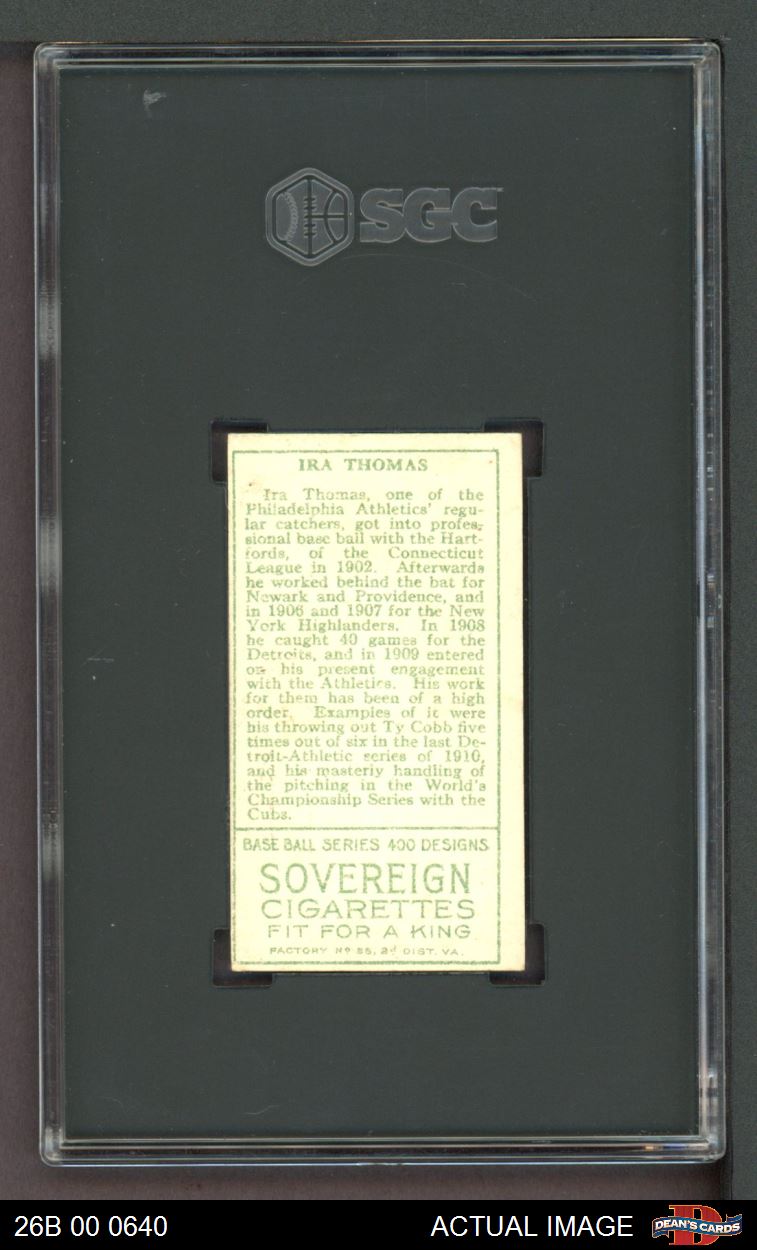 SGC
IRA THOMAS
Ira Thomas, one of the
Philadelphia Athletics' regu-
lar catchers, got into profes-
sional base ball with the Hart-
fords, of the Connecticut
League in 1902. Afterwards
he worked behind the bat for
Newark and Providence, and
in 1906 and 1907 for the New
York Highlanders. In 1908
he caught 40 games for the
Detroits, and in 1909 entered
on his present engagement
with the Athletics. His work
for them has been of a high
order. Examples of it were
his throwing out Ty Cobb five
times out of six in the last De-
troit-Athletic series of 1910,
and his masterly handling of
the pitching in the World's
Championship Series with the
Cubs.
BASE BALL SERIES 400 DESIGNS
SOVEREIGN
CIGARETTES
FIT FOR A KING
FACTORY Nº 25, 2d DIST. VA.
26B 00 0640
ACTUAL IMAGE
DEAN'S CARDS